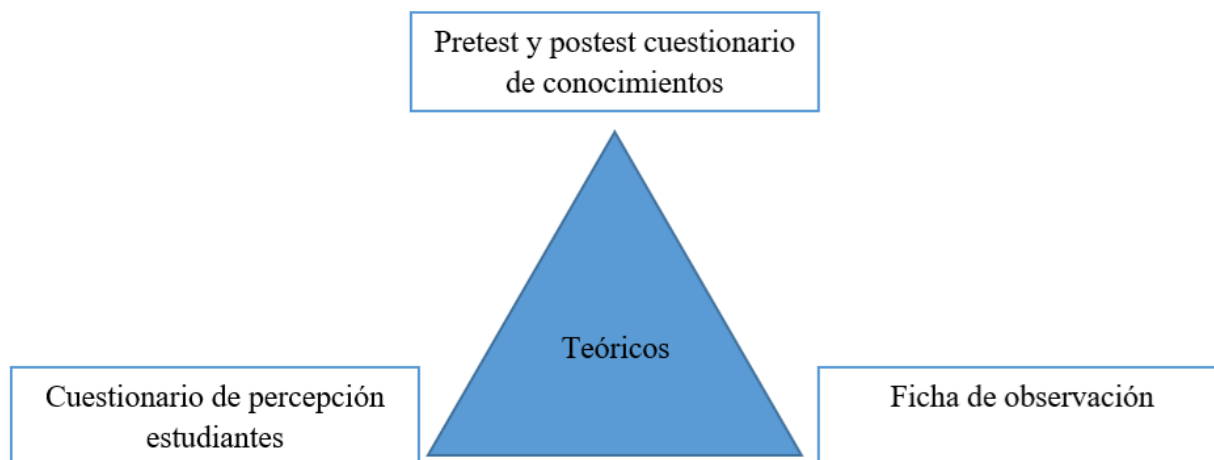 Pretest y postest cuestionario
de conocimientos
Teóricos
Cuestionario de percepción
estudiantes
Ficha de observación